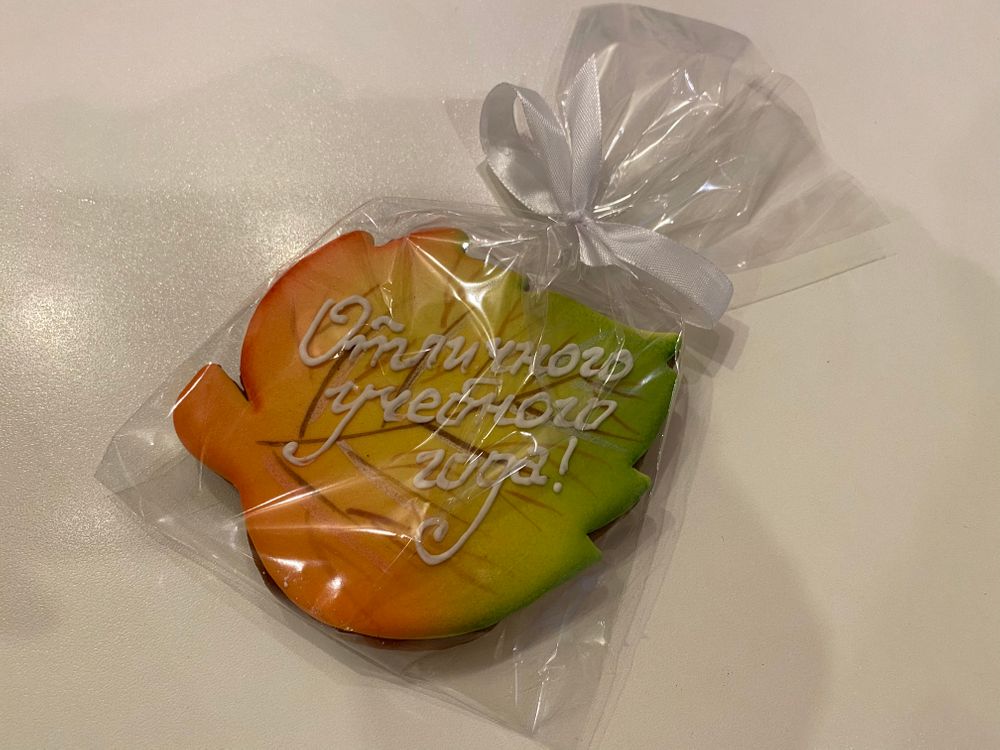 Отличного
учебного
года!